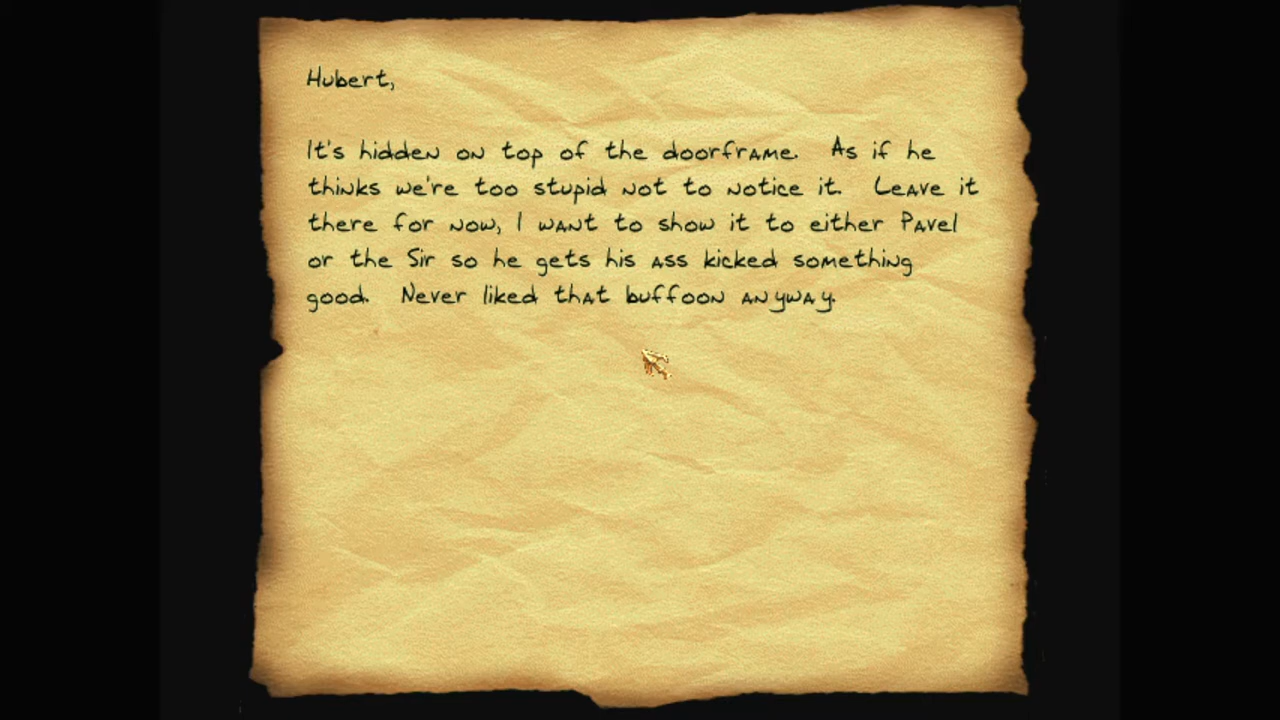 Hubert,
It's hidden on top of the doorframe.  As if he
thinks we're too stupid not to notice it.  Leave it
there for now, I want to show it to either Pavel
or the Sir so he gets his ass kicked something
good.  Never liked that buffoon anyway.